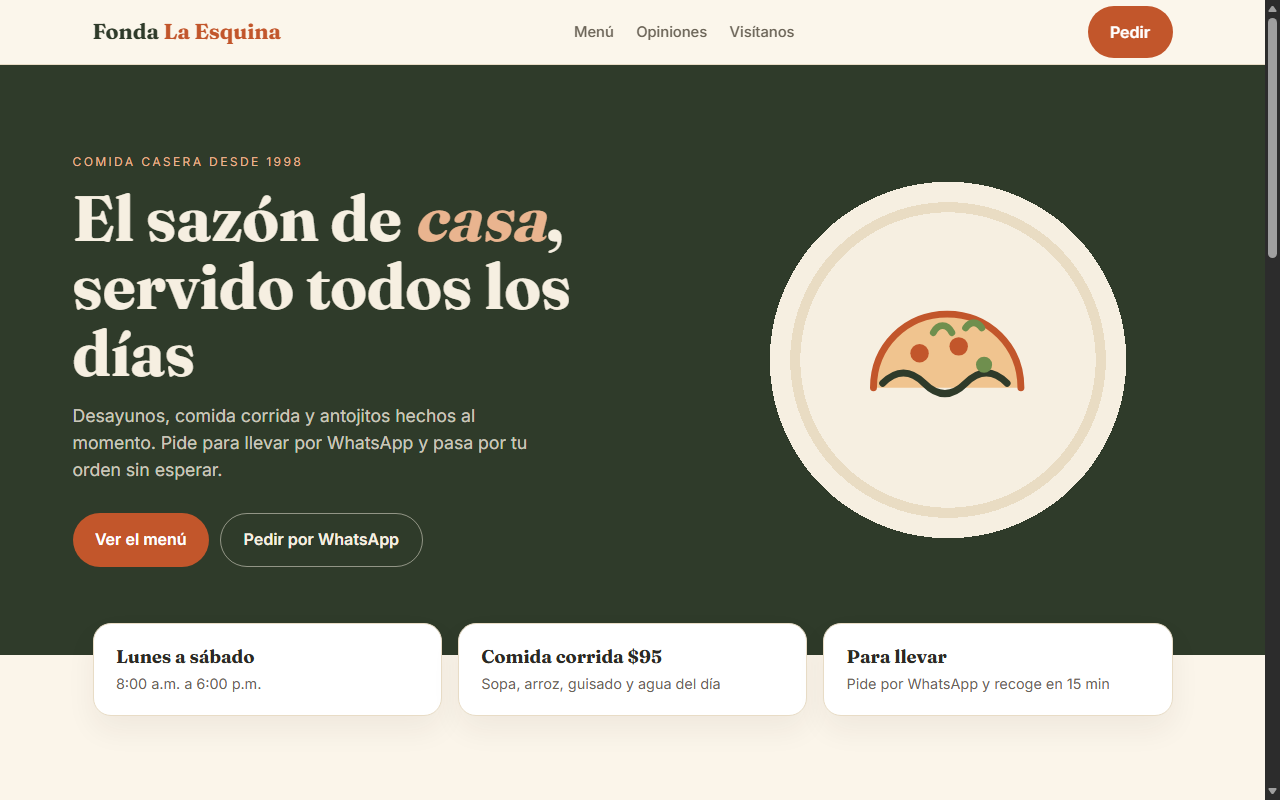 Fonda La Esquina
Menú
Opiniones
Visítanos
Pedir
COMIDA CASERA DESDE 1998
El sazón de casa,
servido todos los
días
Desayunos, comida corrida y antojitos hechos al
momento. Pide para llevar por WhatsApp y pasa por tu
orden sin esperar.
Ver el menú
Pedir por WhatsApp
Lunes a sábado
8:00 a.m. a 6:00 p.m.
Comida corrida $95
Sopa, arroz, guisado y agua del día
Para llevar
Pide por WhatsApp y recoge en 15 min